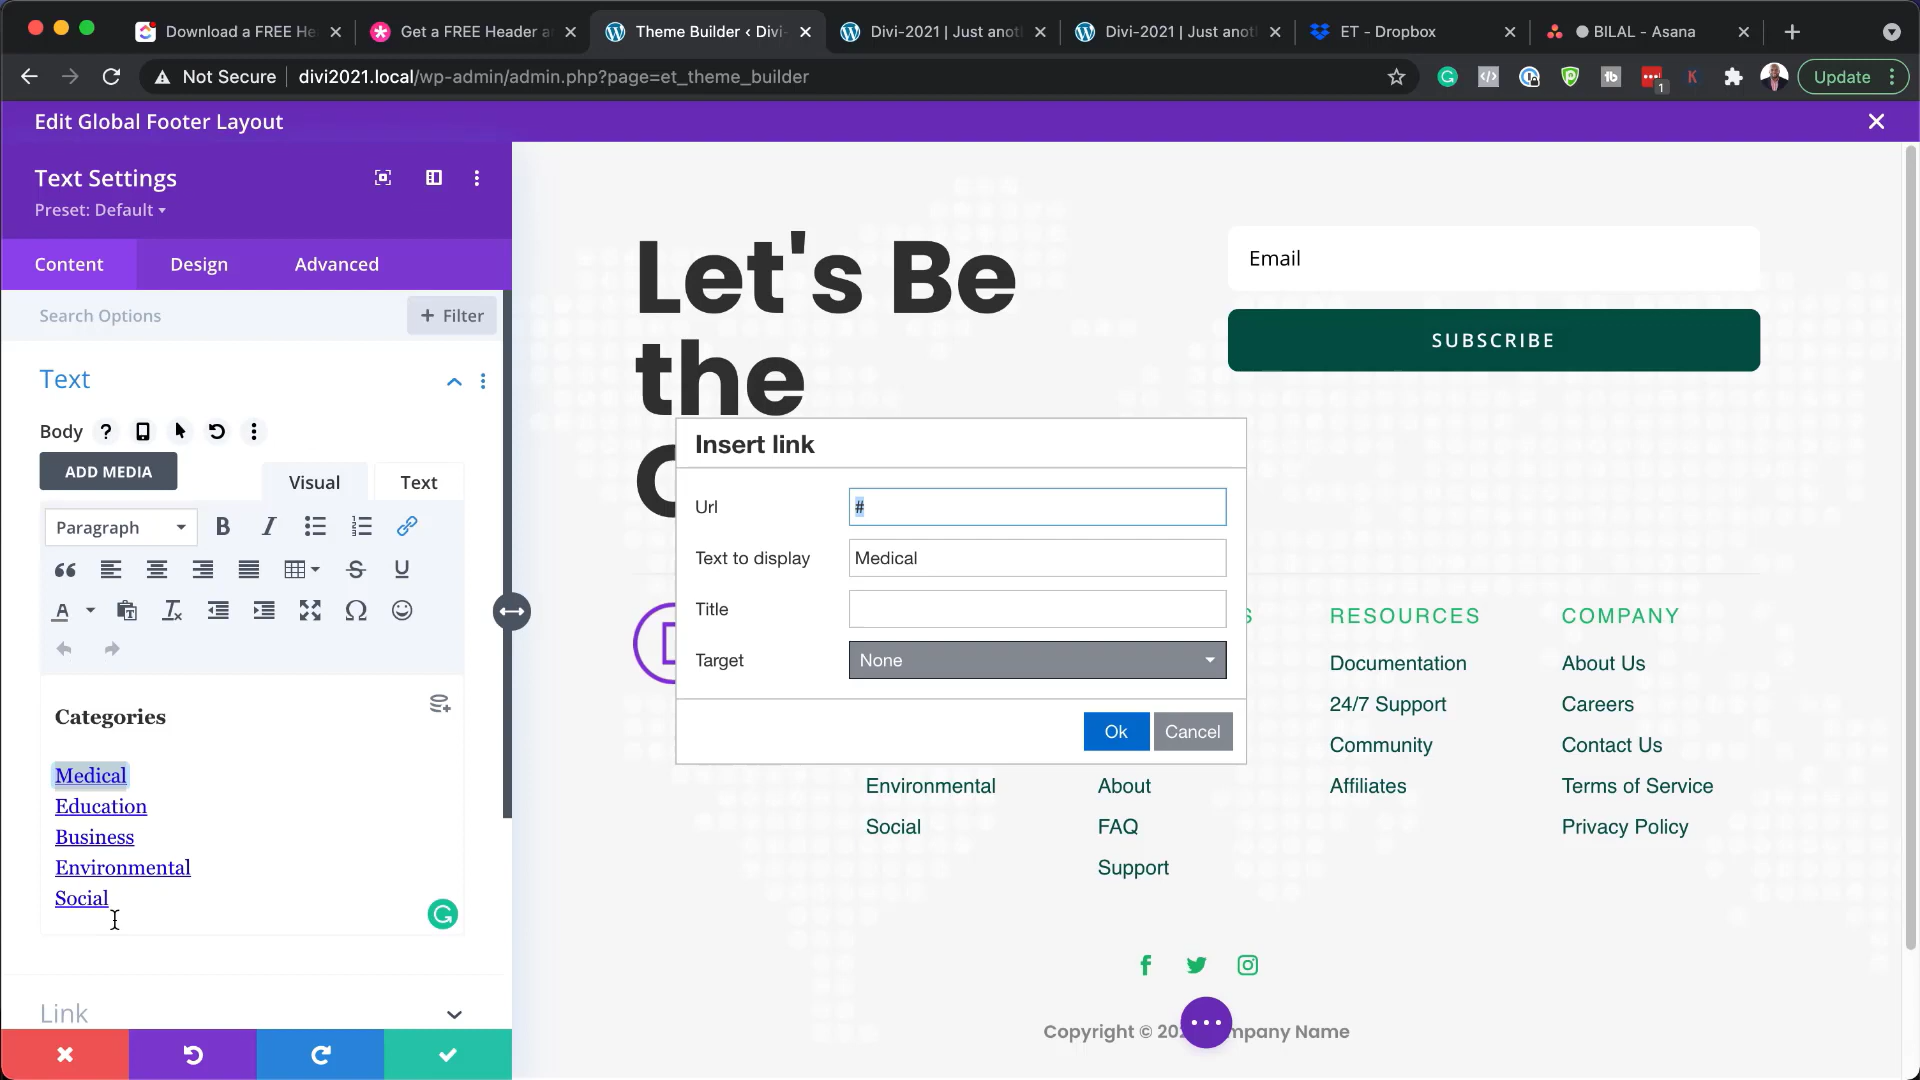 Download a FREE He
Get a FREE Header a
Theme Builder ‹ Divi-
Divi-2021 | Just anot
Divi-2021 | Just anot
ET - Dropbox
BILAL - Asana
Not Secure
divi2021.local/wp-admin/admin.php?page=et_theme_builder
1
Update
Edit Global Footer Layout
Text Settings
Preset: Default
Content
Design
Advanced
Search Options
+ Filter
Text
Body
ADD MEDIA
Visual
Text
Paragraph
Categories
Medical
Education
Business
Environmental
Social
Link
Let's Be
the
Email
SUBSCRIBE
Insert link
Url
#
Text to display
Medical
Title
Target
None
Ok
Cancel
S
RESOURCES
COMPANY
Documentation
About Us
24/7 Support
Careers
Community
Contact Us
Environmental
About
Affiliates
Terms of Service
Social
FAQ
Privacy Policy
Support
Copyright © 202 mpany Name